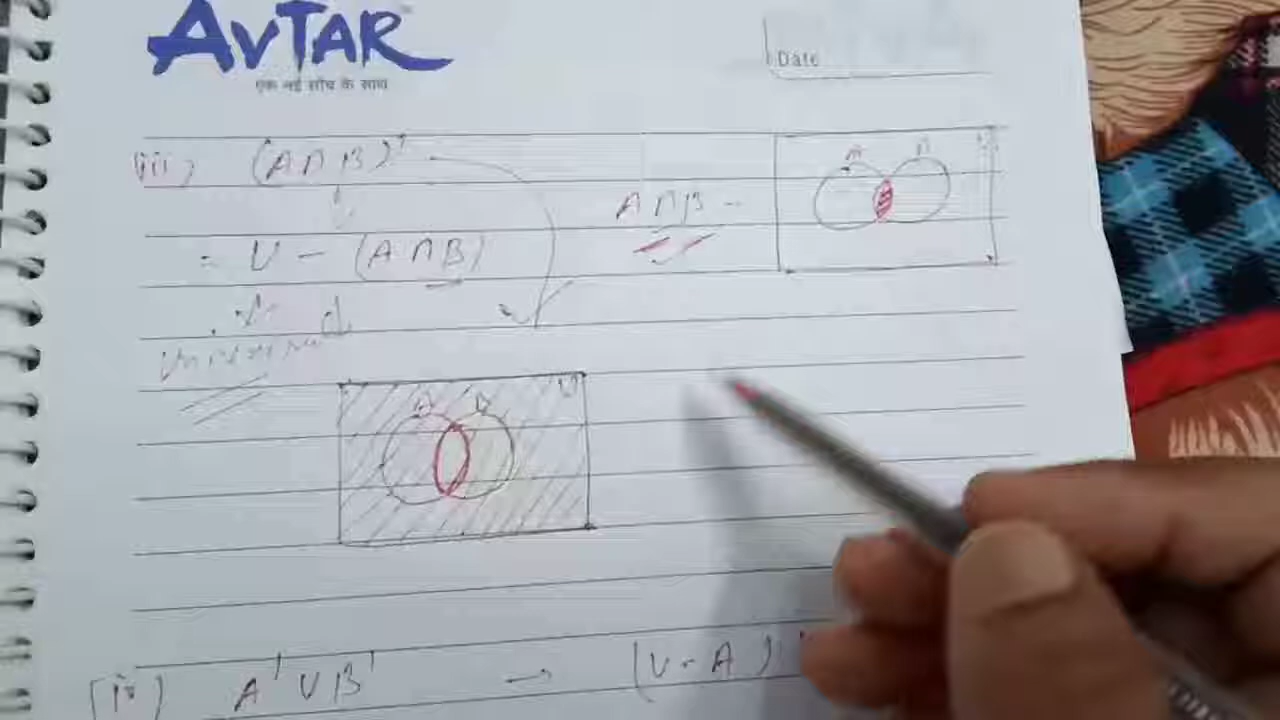 AVTAR
एक नई सोच के साथ
Date
(iii) (A ∩ B)'
A ∩ B -
A B
= U - (A ∩ B)
A B U
(iv) A' ∪ B' → (U - A)